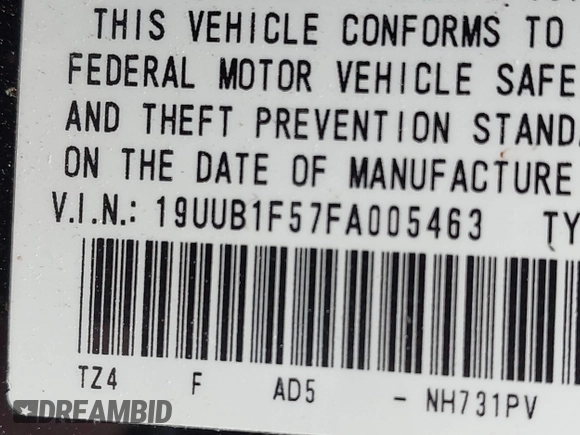 THIS VEHICLE CONFORMS TO
FEDERAL MOTOR VEHICLE SAFE
AND THEFT PREVENTION STAND
ON THE DATE OF MANUFACTURE
V.I.N.: 19UUB1F57FA005463 TY
TZ4 F AD5 - NH731PV
DREAMBID